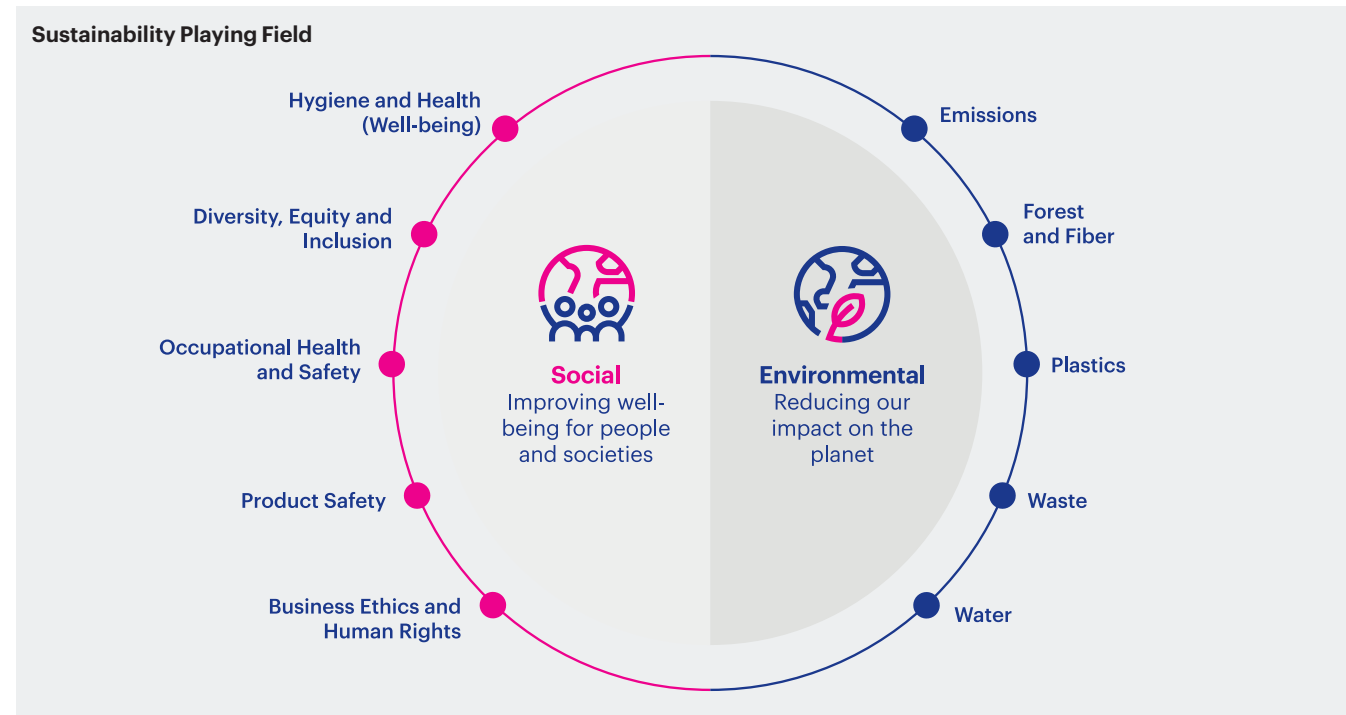 Sustainability Playing Field
Hygiene and Health
(Well-being)
Diversity, Equity and
Inclusion
Occupational Health
and Safety
Product Safety
Business Ethics and
Human Rights
Social
Improving well-
being for people
and societies
Environmental
Reducing our
impact on the
planet
Emissions
Forest
and Fiber
Plastics
Waste
Water